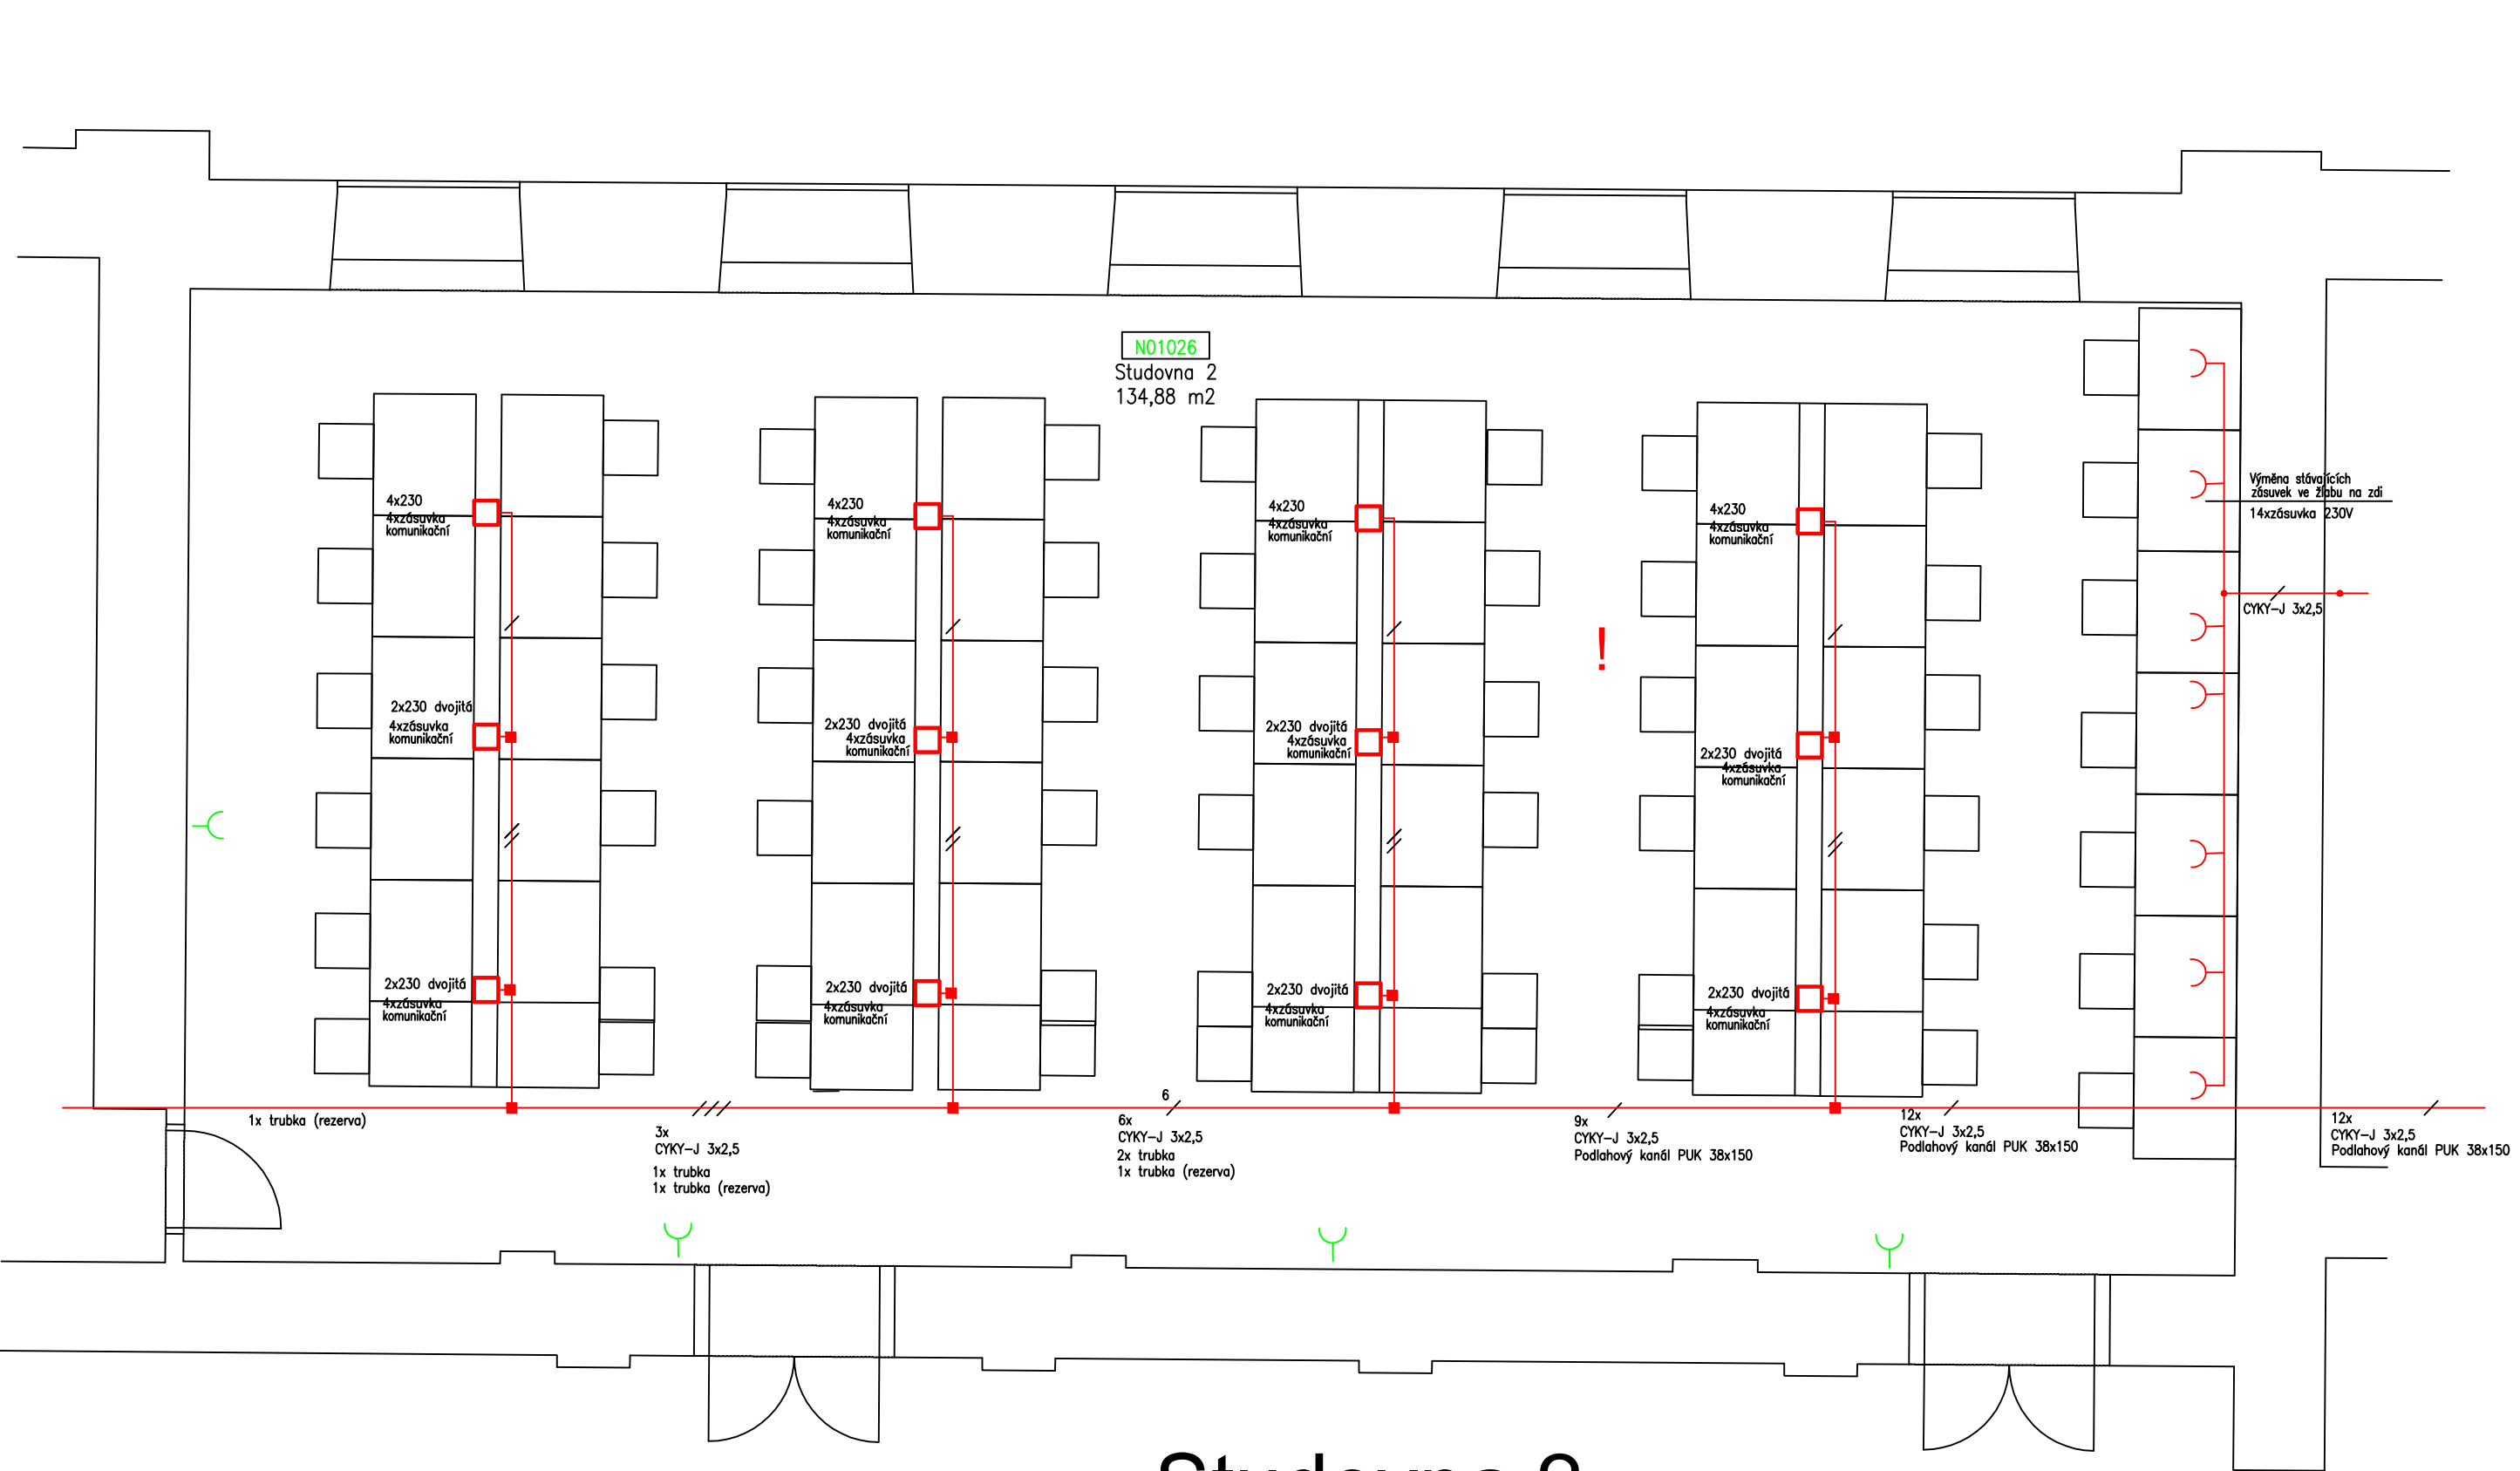 N01026
Studovna 2
134,88 m2
4x230
4xzásuvka
komunikační
4x230
4xzásuvka
komunikační
4x230
4xzásuvka
komunikační
4x230
4xzásuvka
komunikační
Výměna stávajících
zásuvek ve žlabu na zdi
14xzásuvka 230V
CYKY-J 3x2,5
!
2x230 dvojitá
4xzásuvka
komunikační
2x230 dvojitá
4xzásuvka
komunikační
2x230 dvojitá
4xzásuvka
komunikační
2x230 dvojitá
4xzásuvka
komunikační
2x230 dvojitá
4xzásuvka
komunikační
2x230 dvojitá
4xzásuvka
komunikační
2x230 dvojitá
4xzásuvka
komunikační
2x230 dvojitá
4xzásuvka
komunikační
1x trubka (rezerva)
3x
CYKY-J 3x2,5
1x trubka
1x trubka (rezerva)
6
6x
CYKY-J 3x2,5
2x trubka
1x trubka (rezerva)
9x
CYKY-J 3x2,5
Podlahový kanál PUK 38x150
12x
CYKY-J 3x2,5
Podlahový kanál PUK 38x150
12x
CYKY-J 3x2,5
Podlahový kanál PUK 38x150
Studovna 2